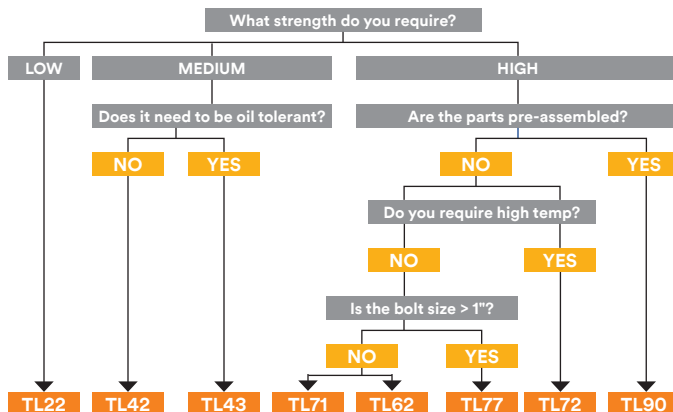 What strength do you require?
LOW
MEDIUM
HIGH
Does it need to be oil tolerant?
Are the parts pre-assembled?
NO
YES
NO
YES
Do you require high temp?
NO
YES
Is the bolt size > 1"?
NO
YES
TL22
TL42
TL43
TL71
TL62
TL77
TL72
TL90